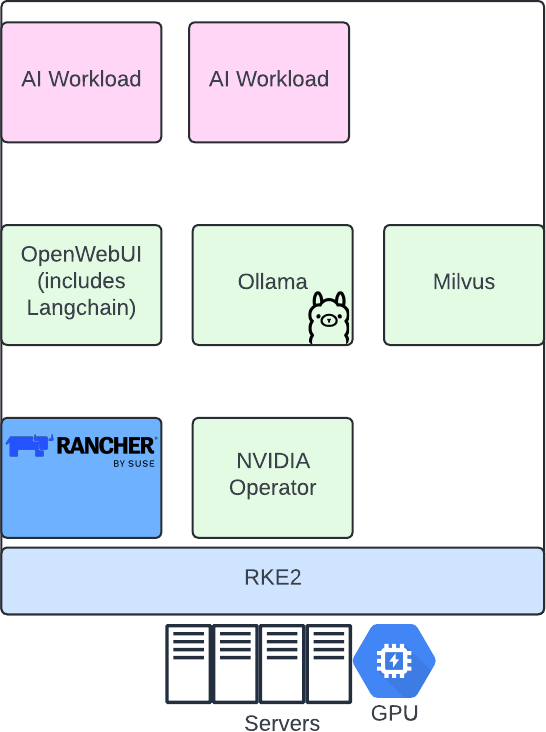 AI Workload
AI Workload
OpenWebUI
(includes
Langchain)
Ollama
Milvus
RANCHER
BY SUSE
NVIDIA
Operator
RKE2
Servers
GPU